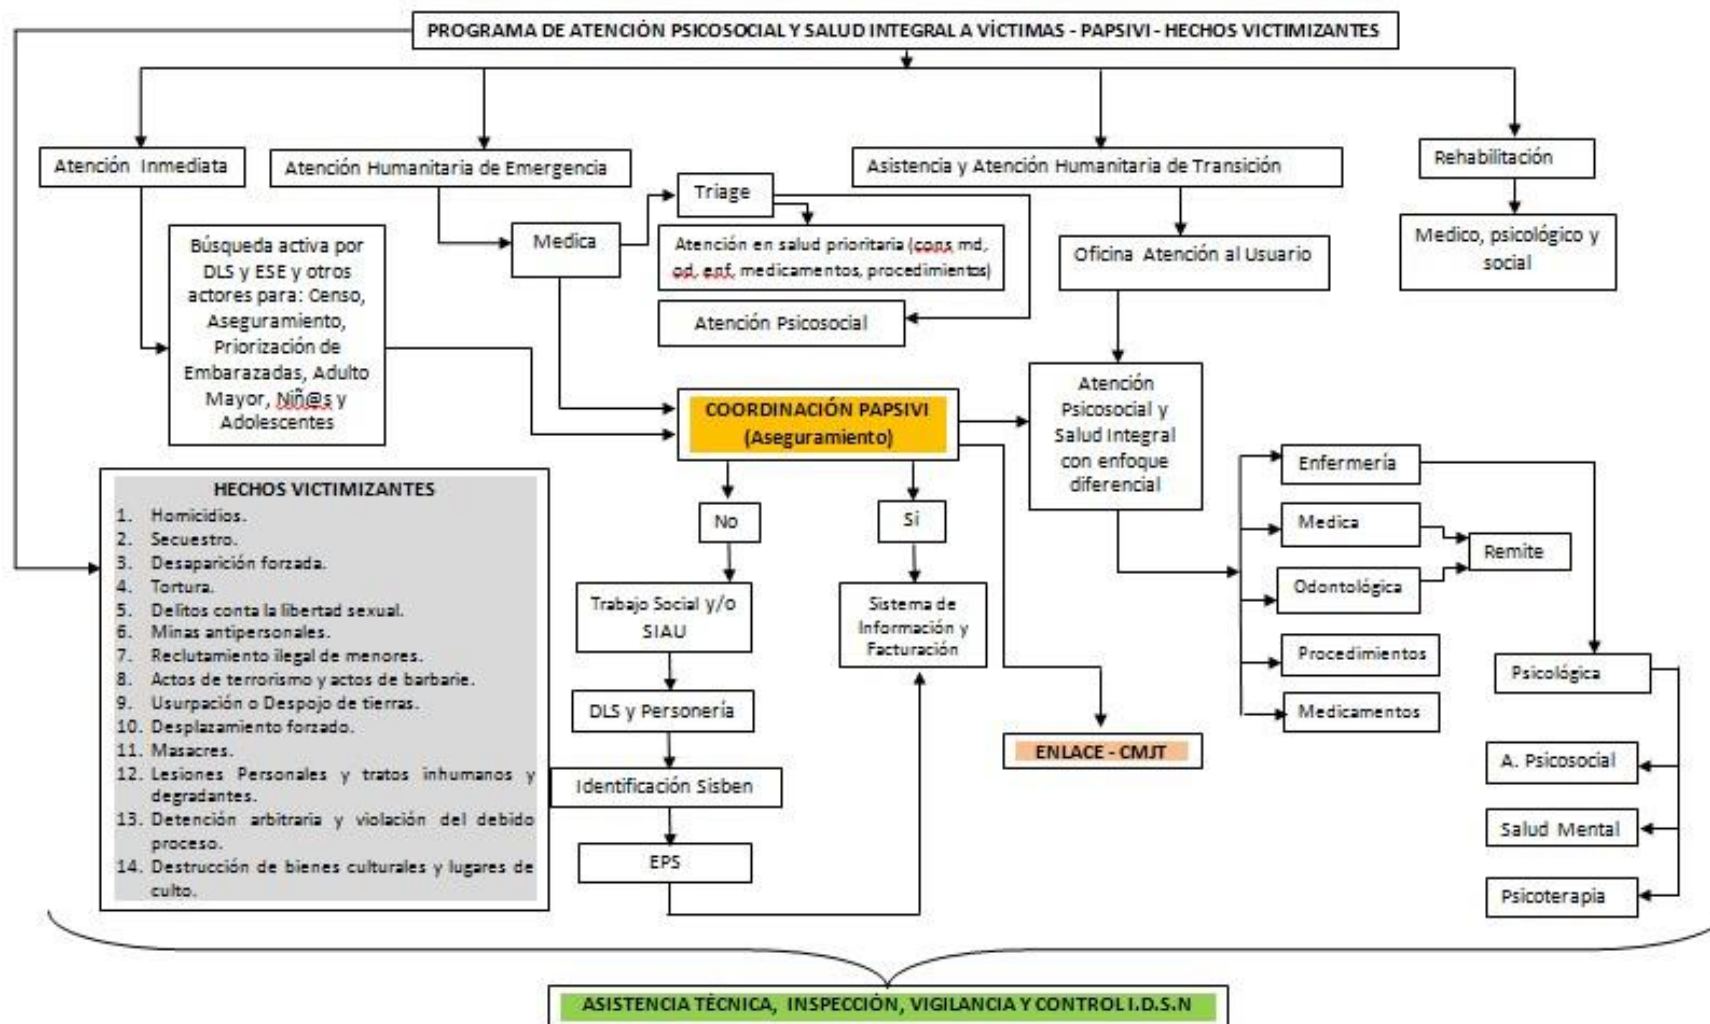 PROGRAMA DE ATENCIÓN PSICOSOCIAL Y SALUD INTEGRAL A VÍCTIMAS - PAPSIVI - HECHOS VICTIMIZANTES
Atención Inmediata
Atención Humanitaria de Emergencia
Asistencia y Atención Humanitaria de Transición
Rehabilitación
Búsqueda activa por
DLS y ESE y otros
actores para: Censo,
Aseguramiento,
Priorización de
Embarazadas, Adulto
Mayor, Niñ@s y
Adolescentes
Medica
Triage
Atención en salud prioritaria (cons md,
od, enf, medicamentos, procedimientos)
Atención Psicosocial
Oficina Atención al Usuario
Medico, psicológico y
social
COORDINACIÓN PAPSIVI
(Aseguramiento)
Atención
Psicosocial y
Salud Integral
con enfoque
diferencial
HECHOS VICTIMIZANTES
1. Homicidios.
2. Secuestro.
3. Desaparición forzada.
4. Tortura.
5. Delitos conta la libertad sexual.
6. Minas antipersonales.
7. Reclutamiento ilegal de menores.
8. Actos de terrorismo y actos de barbarie.
9. Usurpación o Despojo de tierras.
10. Desplazamiento forzado.
11. Masacres.
12. Lesiones Personales y tratos inhumanos y
degradantes.
13. Detención arbitraria y violación del debido
proceso.
14. Destrucción de bienes culturales y lugares de
culto.
No
Si
Trabajo Social y/o
SIAU
Sistema de
Información y
Facturación
DLS y Personería
Identificación Sisben
EPS
ENLACE - CMJT
Enfermería
Medica
Odontológica
Remite
Procedimientos
Medicamentos
Psicológica
A. Psicosocial
Salud Mental
Psicoterapia
ASISTENCIA TÉCNICA, INSPECCIÓN, VIGILANCIA Y CONTROL I.D.S.N